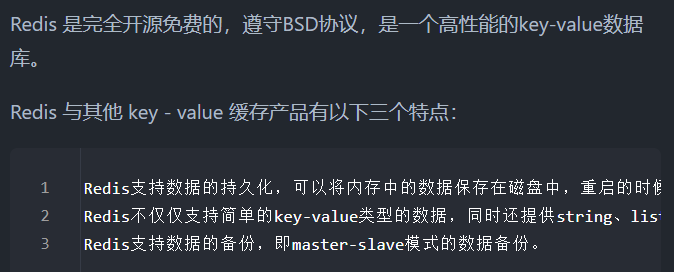 Redis 是完全开源免费的，遵守BSD协议，是一个高性能的key-value数据
库。
Redis 与其他 key - value 缓存产品有以下三个特点：
1 Redis支持数据的持久化，可以将内存中的数据保存在磁盘中，重启的时候
2 Redis不仅仅支持简单的key-value类型的数据，同时还提供string、list
3 Redis支持数据的备份，即master-slave模式的数据备份。